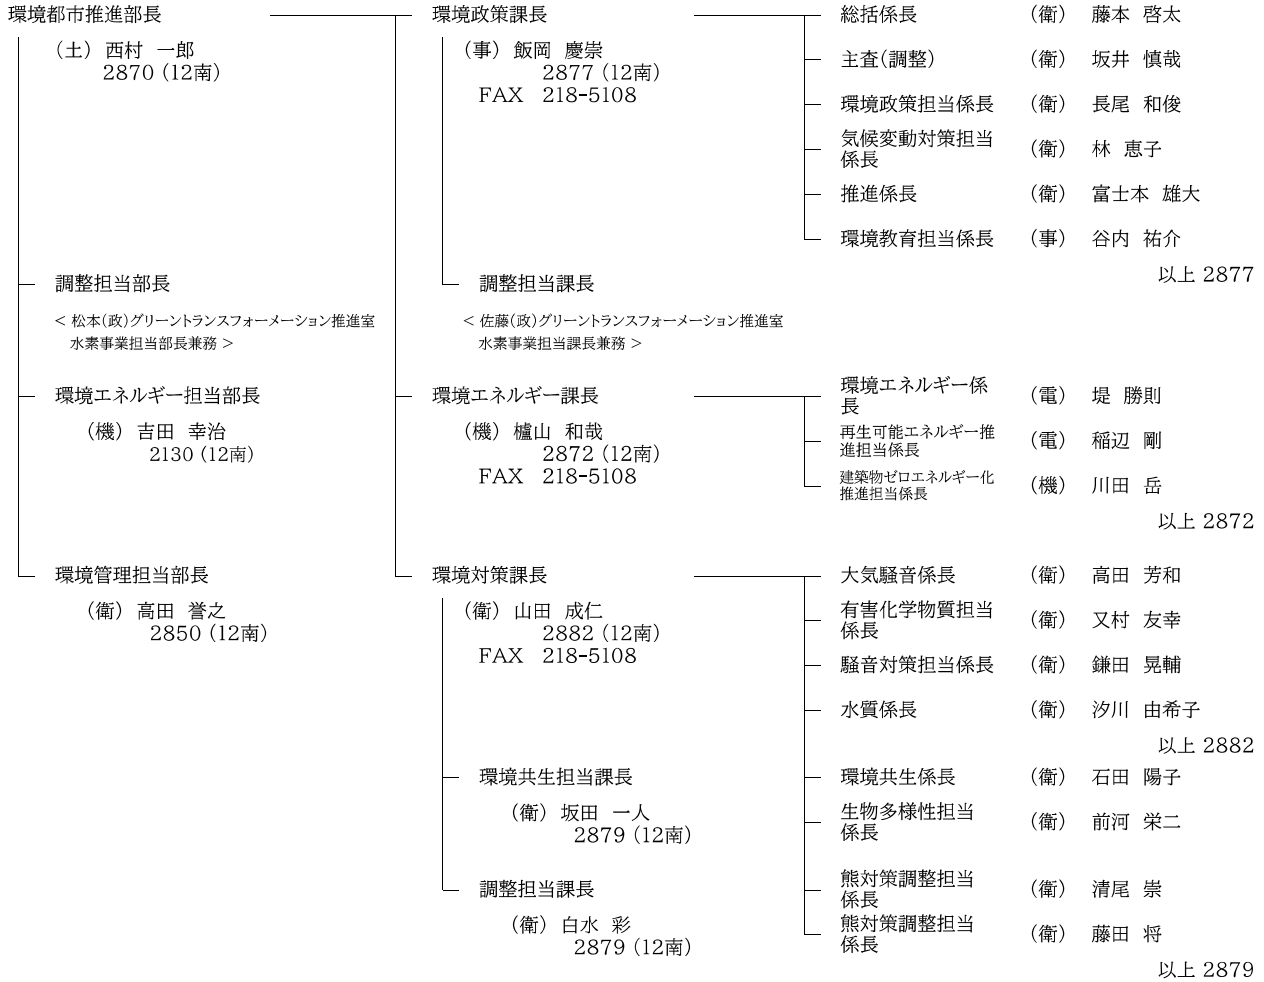 環境都市推進部長
（土） 西村　一郎
2870（12南）
調整担当部長
＜ 松本（政）グリーントランスフォーメーション推進室
水素事業担当部長兼務 ＞
環境エネルギー担当部長
（機） 吉田　幸治
2130（12南）
環境管理担当部長
（衛） 高田　誉之
2850（12南）
環境政策課長
（事） 飯岡　慶崇
2877（12南）
FAX　218-5108
調整担当課長
＜ 佐藤（政）グリーントランスフォーメーション推進室
水素事業担当課長兼務 ＞
環境エネルギー課長
（機） 櫨山　和哉
2872（12南）
FAX　218-5108
環境対策課長
（衛） 山田　成仁
2882（12南）
FAX　218-5108
環境共生担当課長
（衛） 坂田　一人
2879（12南）
調整担当課長
（衛） 白水　彩
2879（12南）
総括係長　（衛）　藤本　啓太
主査（調整）　（衛）　坂井　慎哉
環境政策担当係長　（衛）　長尾　和俊
気候変動対策担当
係長　（衛）　林　恵子
推進係長　（衛）　富士本　雄大
環境教育担当係長　（事）　谷内　祐介
以上 2877
環境エネルギー係
長　（電）　堤　勝則
再生可能エネルギー推
進担当係長　（電）　稲辺　剛
建築物ゼロエネルギー化
推進担当係長　（機）　川田　岳
以上 2872
大気騒音係長　（衛）　高田　芳和
有害化学物質担当
係長　（衛）　又村　友幸
騒音対策担当係長　（衛）　鎌田　晃輔
水質係長　（衛）　汐川　由希子
以上 2882
環境共生係長　（衛）　石田　陽子
生物多様性担当
係長　（衛）　前河　栄二
熊対策調整担当
係長　（衛）　清尾　崇
熊対策調整担当
係長　（衛）　藤田　将
以上 2879